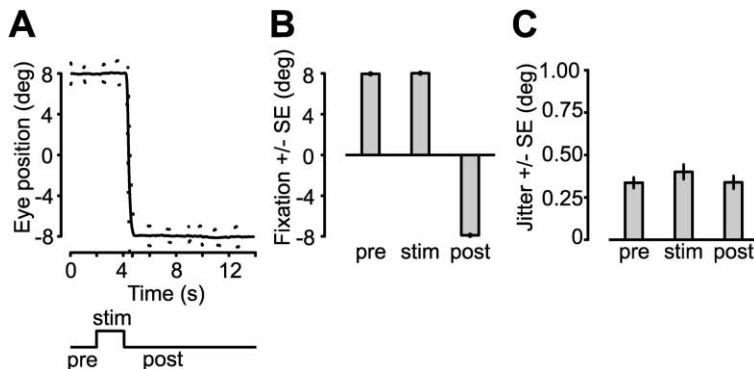 A
Eye position (deg)
8
4
0
-4
-8
0
4
8
12
Time (s)
stim
pre
post
B
Fixation +/- SE (deg)
8
4
0
-4
-8
pre
stim
post
C
Jitter +/- SE (deg)
1.00
0.75
0.50
0.25
0
pre
stim
post